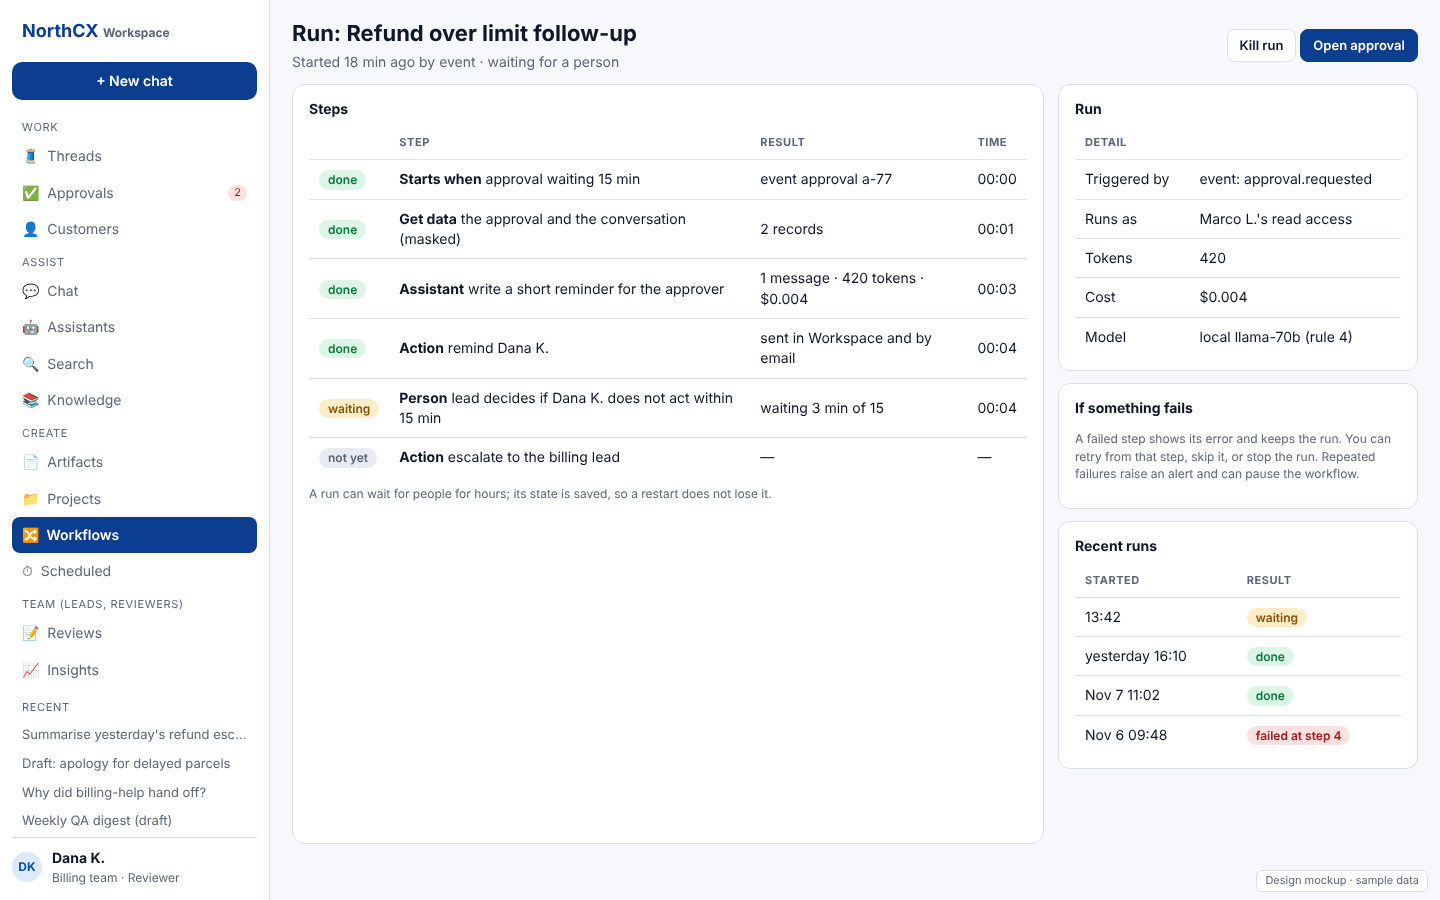 NorthCX Workspace
+ New chat
WORK
Threads
Approvals 2
Customers
ASSIST
Chat
Assistants
Search
Knowledge
CREATE
Artifacts
Projects
Workflows
Scheduled
TEAM (LEADS, REVIEWERS)
Reviews
Insights
RECENT
Summarise yesterday's refund esc...
Draft: apology for delayed parcels
Why did billing-help hand off?
Weekly QA digest (draft)
DK
Dana K.
Billing team · Reviewer
Run: Refund over limit follow-up
Started 18 min ago by event · waiting for a person
Kill run
Open approval
Steps
STEP RESULT TIME
done Starts when approval waiting 15 min event approval a-77 00:00
done Get data the approval and the conversation
(masked) 2 records 00:01
done Assistant write a short reminder for the approver 1 message · 420 tokens ·
$0.004 00:03
done Action remind Dana K. sent in Workspace and by
email 00:04
waiting Person lead decides if Dana K. does not act within
15 min waiting 3 min of 15 00:04
not yet Action escalate to the billing lead — —
A run can wait for people for hours; its state is saved, so a restart does not lose it.
Run
DETAIL
Triggered by event: approval.requested
Runs as Marco L.'s read access
Tokens 420
Cost $0.004
Model local llama-70b (rule 4)
If something fails
A failed step shows its error and keeps the run. You can
retry from that step, skip it, or stop the run. Repeated
failures raise an alert and can pause the workflow.
Recent runs
STARTED RESULT
13:42 waiting
yesterday 16:10 done
Nov 7 11:02 done
Nov 6 09:48 failed at step 4
Design mockup · sample data